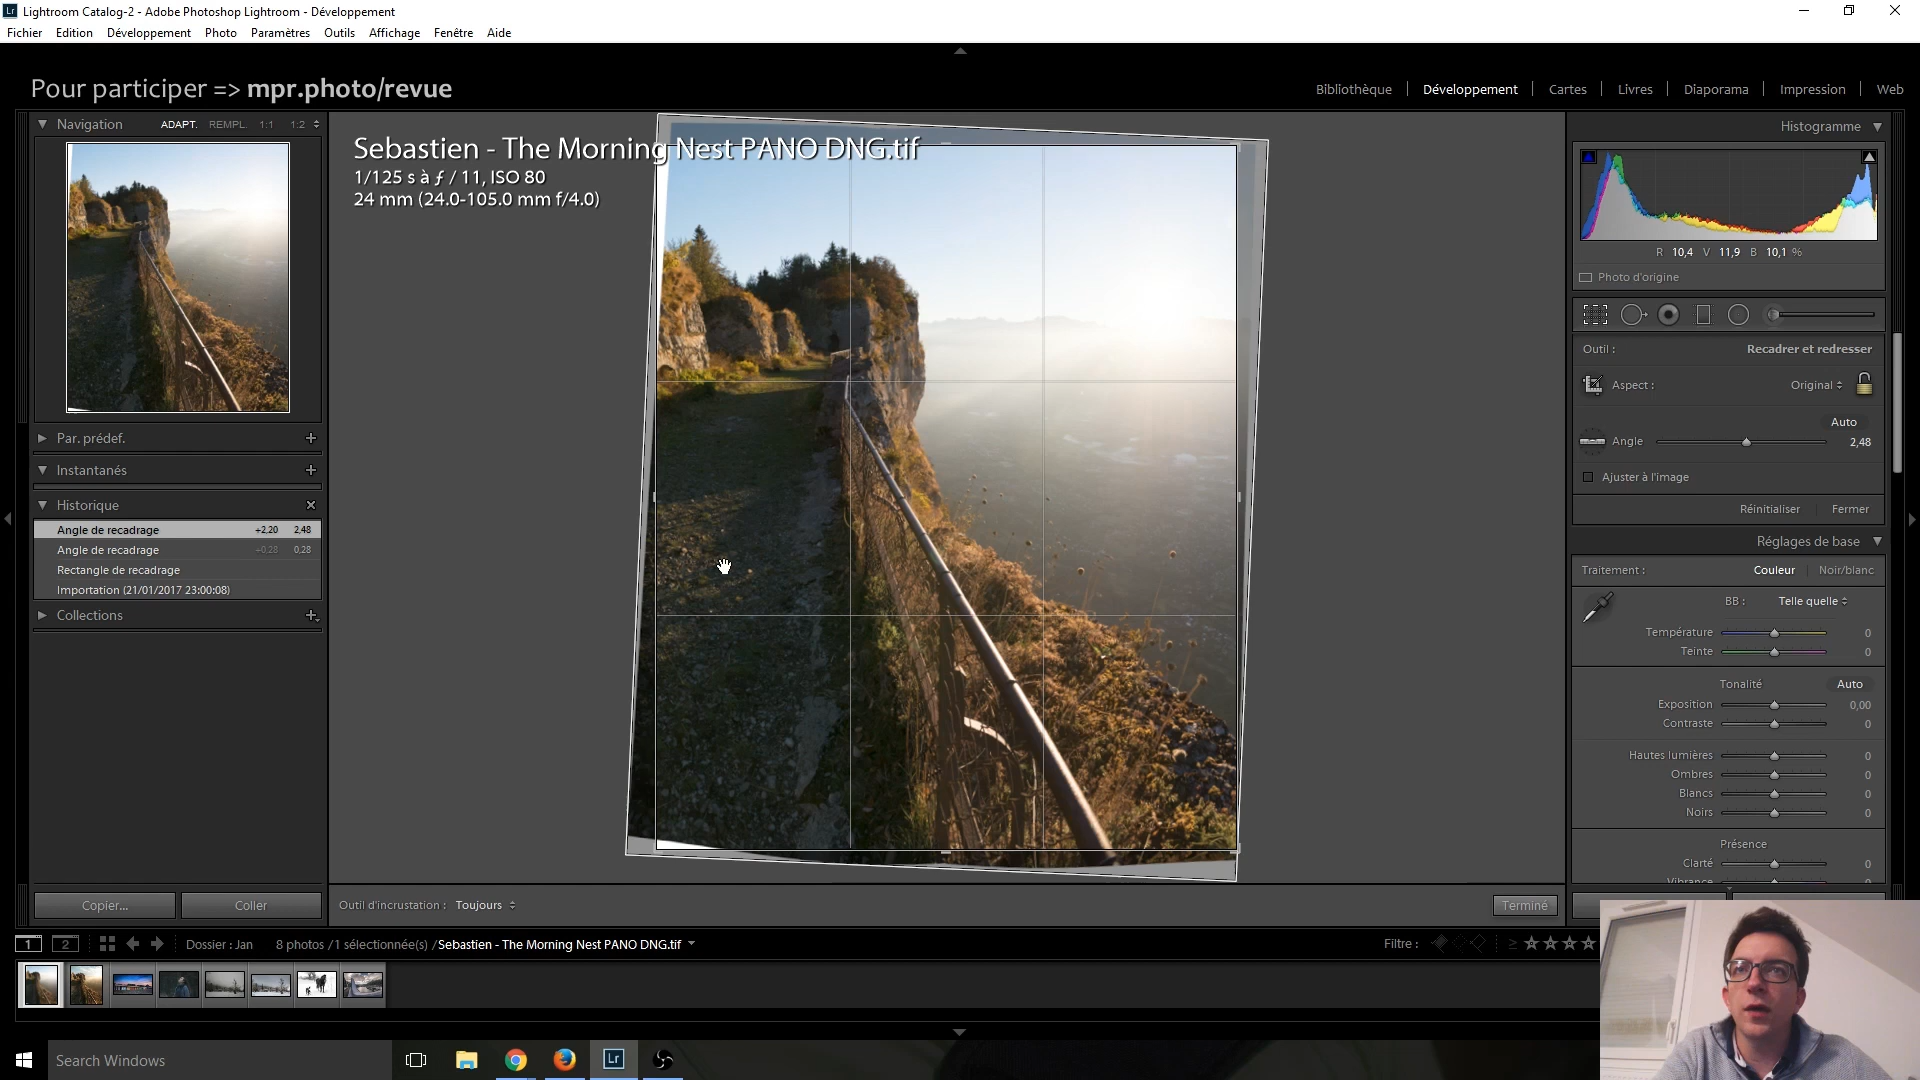 Lr Lightroom Catalog-2 - Adobe Photoshop Lightroom - Développement
Fichier Edition Développement Photo Paramètres Outils Affichage Fenêtre Aide
Pour participer => mpr.photo/revue
Bibliothèque | Développement | Cartes | Livres | Diaporama | Impression | Web
Navigation ADAPT. REMPL. 1:1 1:2
Par. prédef.
Instantanés
Historique
Angle de recadrage +2,20 2,48
Angle de recadrage +0,28 0,28
Rectangle de recadrage
Importation (21/01/2017 23:00:08)
Collections
Copier... Coller
Sebastien - The Morning Nest PANO DNG.tif
1/125 s à ƒ / 11, ISO 80
24 mm (24.0-105.0 mm f/4.0)
Outil d'incrustation : Toujours Terminé
Histogramme
R 10,4 V 11,9 B 10,1 %
Photo d'origine
Outil : Recadrer et redresser
Aspect : Original
Auto
Angle 2,48
Ajuster à l'image
Réinitialiser Fermer
Réglages de base
Traitement : Couleur | Noir/blanc
BB : Telle quelle
Température 0
Teinte 0
Tonalité Auto
Exposition 0,00
Contraste 0
Hautes lumières 0
Ombres 0
Blancs 0
Noirs 0
Présence
Clarté 0
Vibrance 0
1 2 Dossier : Jan 8 photos /1 sélectionnée(s) /Sebastien - The Morning Nest PANO DNG.tif Filtre : ≥
Search Windows Lr